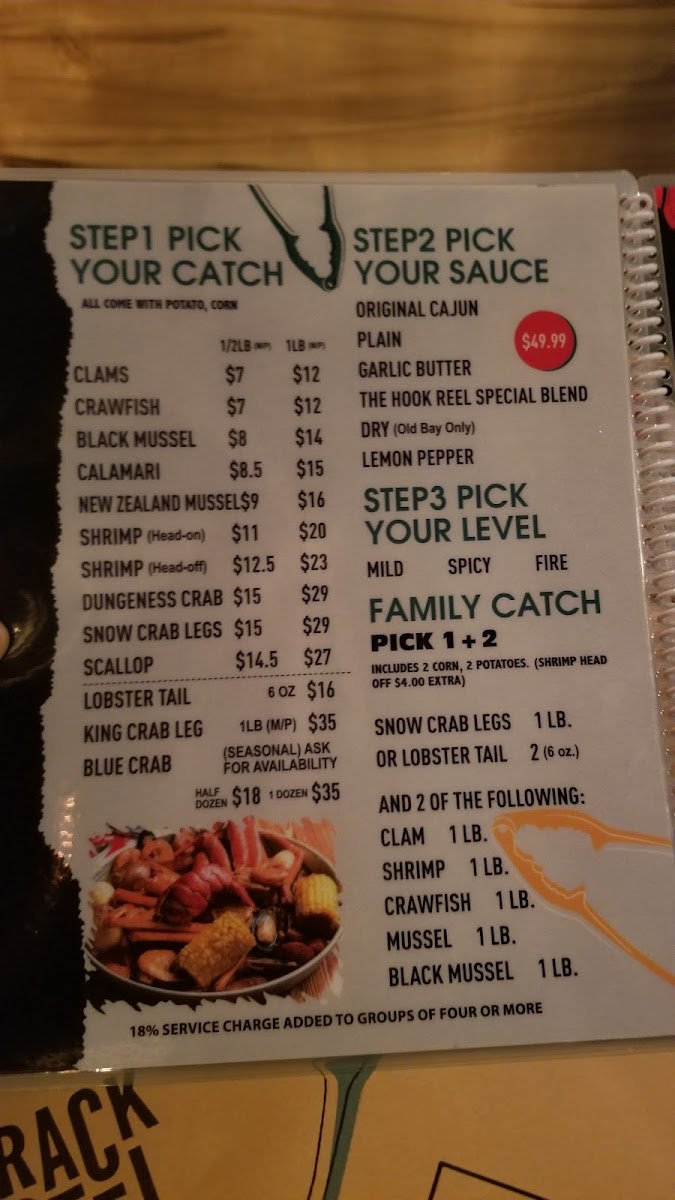 STEP1 PICK
YOUR CATCH
ALL COME WITH POTATO, CORN
1/2LB (M/P) 1LB (M/P)
CLAMS $7 $12
CRAWFISH $7 $12
BLACK MUSSEL $8 $14
CALAMARI $8.5 $15
NEW ZEALAND MUSSEL $9 $16
SHRIMP (Head-on) $11 $20
SHRIMP (Head-off) $12.5 $23
DUNGENESS CRAB $15 $29
SNOW CRAB LEGS $15 $29
SCALLOP $14.5 $27
LOBSTER TAIL 6 OZ $16
KING CRAB LEG 1LB (M/P) $35
BLUE CRAB (SEASONAL) ASK
FOR AVAILABILITY
HALF
DOZEN $18 1 DOZEN $35
STEP2 PICK
YOUR SAUCE
ORIGINAL CAJUN
PLAIN
$49.99
GARLIC BUTTER
THE HOOK REEL SPECIAL BLEND
DRY (Old Bay Only)
LEMON PEPPER
STEP3 PICK
YOUR LEVEL
MILD SPICY FIRE
FAMILY CATCH
PICK 1 + 2
INCLUDES 2 CORN, 2 POTATOES. (SHRIMP HEAD
OFF $4.00 EXTRA)
SNOW CRAB LEGS 1 LB.
OR LOBSTER TAIL 2 (6 oz.)
AND 2 OF THE FOLLOWING:
CLAM 1 LB.
SHRIMP 1 LB.
CRAWFISH 1 LB.
MUSSEL 1 LB.
BLACK MUSSEL 1 LB.
18% SERVICE CHARGE ADDED TO GROUPS OF FOUR OR MORE
RACK